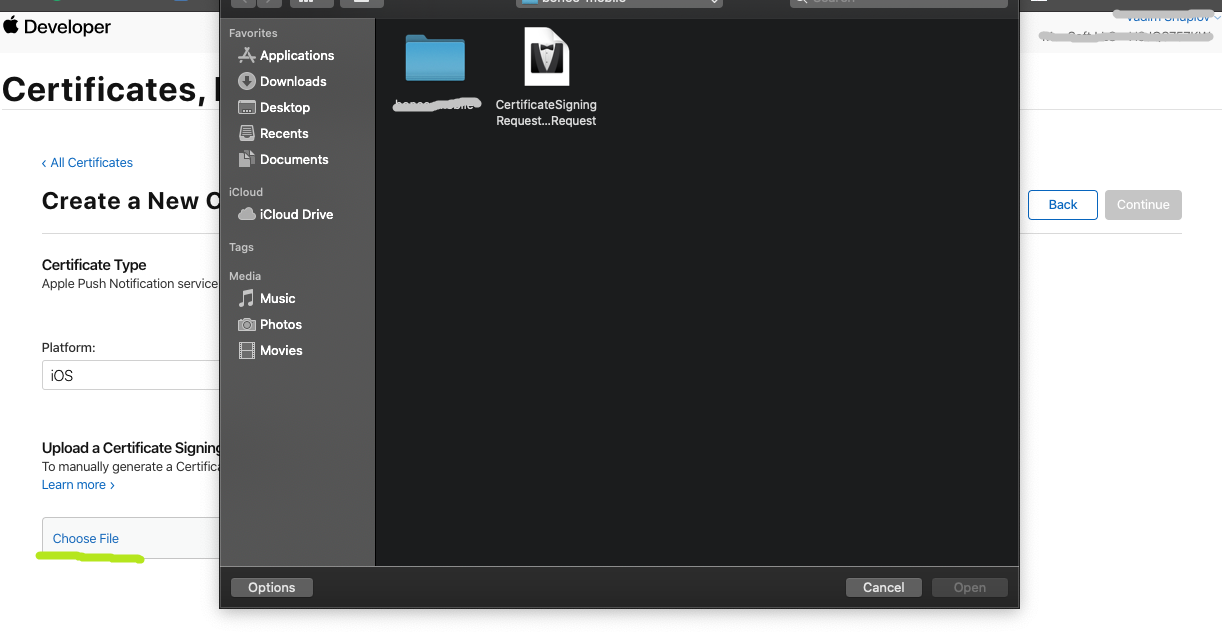 Developer
Certificates,
‹ All Certificates
Create a New C
Back
Continue
Certificate Type
Apple Push Notification service
Platform:
iOS
Upload a Certificate Signing
To manually generate a Certifica
Learn more ›
Choose File
Search
Favorites
Applications
Downloads
Desktop
Recents
Documents
iCloud
iCloud Drive
Tags
Media
Music
Photos
Movies
CertificateSigning
Request...Request
Options
Cancel
Open